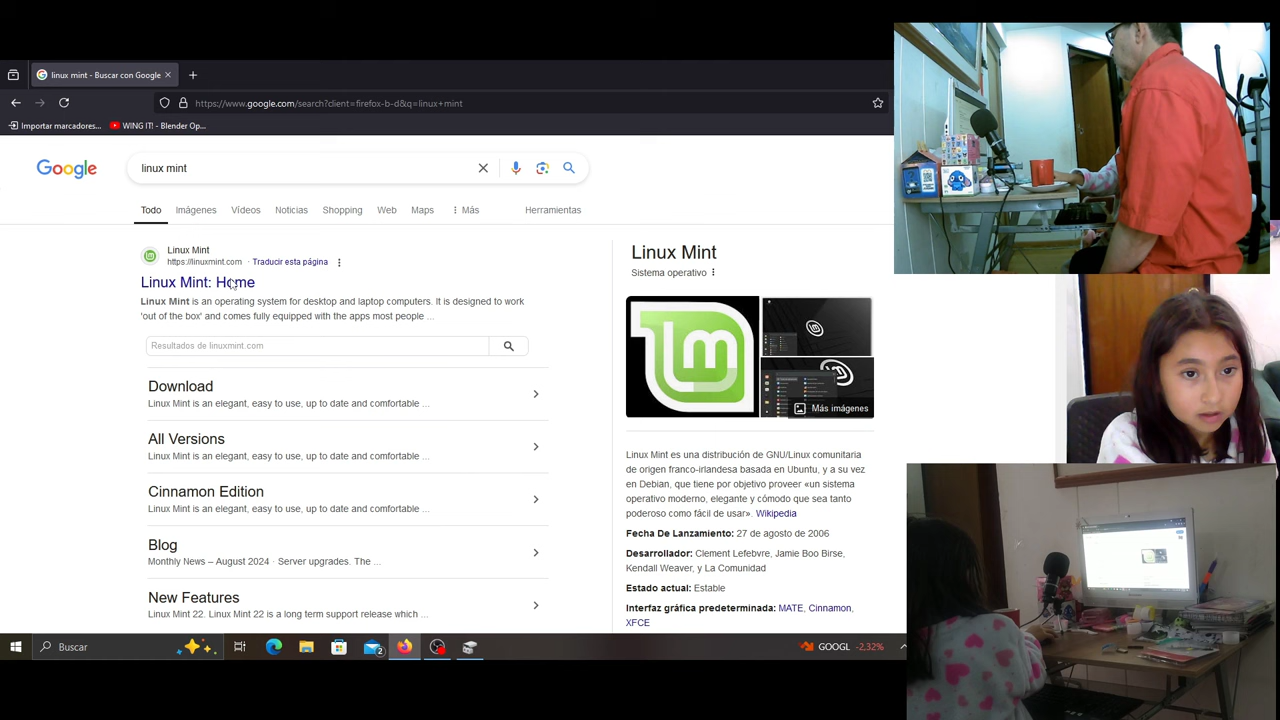 linux mint - Buscar con Google
https://www.google.com/search?client=firefox-b-d&q=linux+mint
Importar marcadores...
WING IT! - Blender Op...
Google
linux mint
Todo
Imágenes
Vídeos
Noticias
Shopping
Web
Maps
Más
Herramientas
Linux Mint
https://linuxmint.com · Traducir esta página
Linux Mint: Home
Linux Mint is an operating system for desktop and laptop computers. It is designed to work
'out of the box' and comes fully equipped with the apps most people ...
Resultados de linuxmint.com
Download
Linux Mint is an elegant, easy to use, up to date and comfortable ...
All Versions
Linux Mint is an elegant, easy to use, up to date and comfortable ...
Cinnamon Edition
Linux Mint is an elegant, easy to use, up to date and comfortable ...
Blog
Monthly News – August 2024 · Server upgrades. The ...
New Features
Linux Mint 22. Linux Mint 22 is a long term support release which ...
Linux Mint
Sistema operativo
Más imágenes
Linux Mint es una distribución de GNU/Linux comunitaria
de origen franco-irlandesa basada en Ubuntu, y a su vez
en Debian, que tiene por objetivo proveer «un sistema
operativo moderno, elegante y cómodo que sea tanto
poderoso como fácil de usar». Wikipedia
Fecha De Lanzamiento: 27 de agosto de 2006
Desarrollador: Clement Lefebvre, Jamie Boo Birse,
Kendall Weaver, y La Comunidad
Estado actual: Estable
Interfaz gráfica predeterminada: MATE, Cinnamon,
XFCE
Buscar
2
GOOGL -2,32%